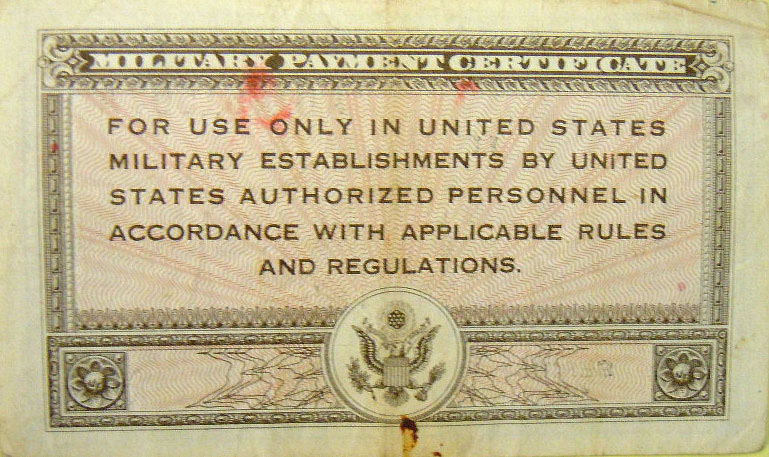 MILITARY PAYMENT CERTIFICATE
FOR USE ONLY IN UNITED STATES
MILITARY ESTABLISHMENTS BY UNITED
STATES AUTHORIZED PERSONNEL IN
ACCORDANCE WITH APPLICABLE RULES
AND REGULATIONS.